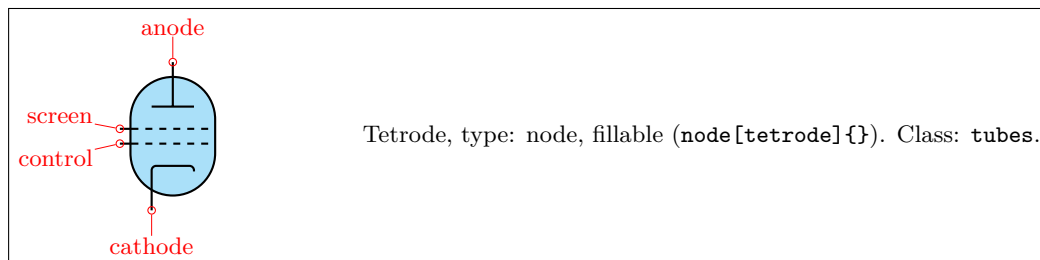 anode
screen
control
cathode
Tetrode, type: node, fillable (node[tetrode]{}). Class: tubes.